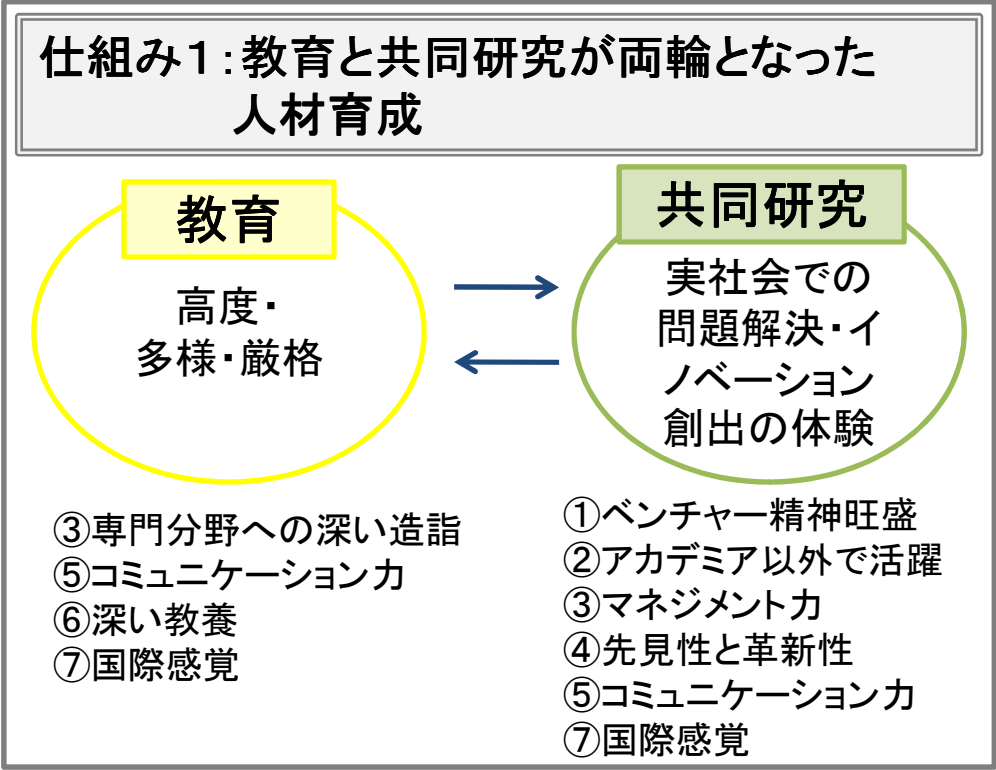 仕組み１：教育と共同研究が両輪となった
人材育成
教育
高度・
多様・厳格
共同研究
実社会での
問題解決・イ
ノベーション
創出の体験
③専門分野への深い造詣
⑤コミュニケーション力
⑥深い教養
⑦国際感覚
①ベンチャー精神旺盛
②アカデミア以外で活躍
③マネジメント力
④先見性と革新性
⑤コミュニケーション力
⑦国際感覚